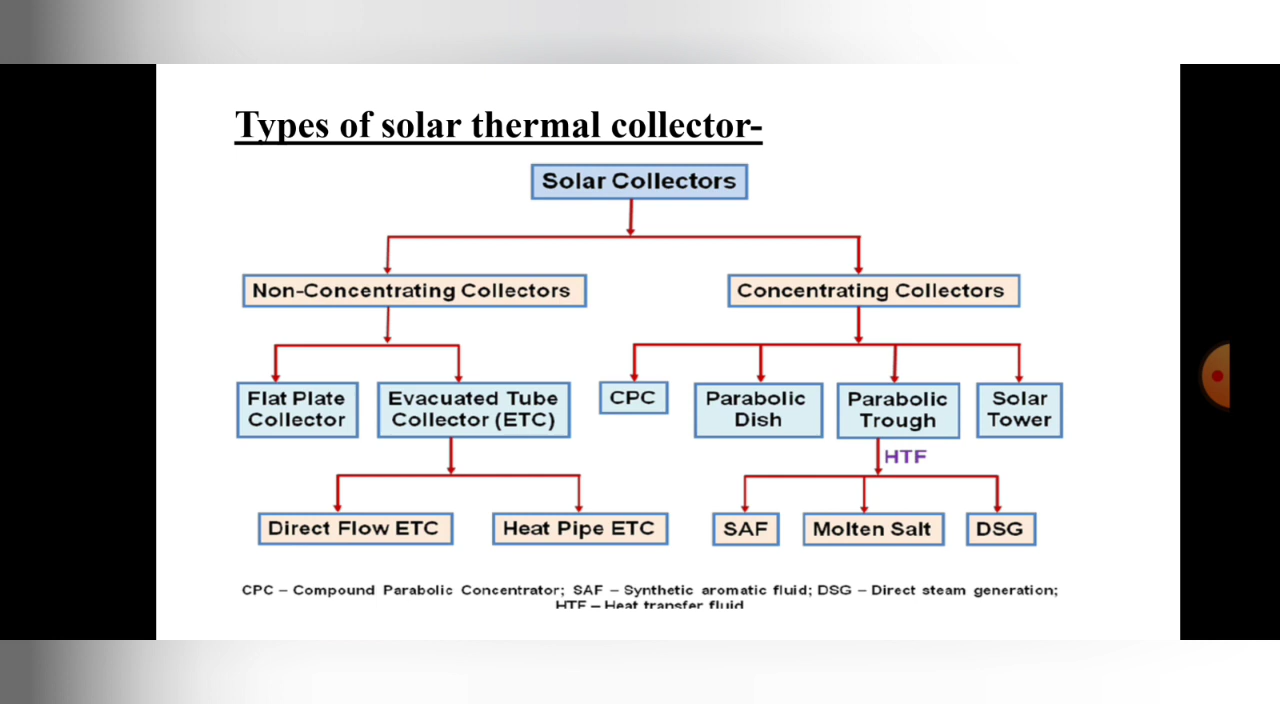 Types of solar thermal collector-
Solar Collectors
Non-Concentrating Collectors
Concentrating Collectors
Flat Plate
Collector
Evacuated Tube
Collector (ETC)
CPC
Parabolic
Dish
Parabolic
Trough
Solar
Tower
HTF
Direct Flow ETC
Heat Pipe ETC
SAF
Molten Salt
DSG
CPC – Compound Parabolic Concentrator; SAF – Synthetic aromatic fluid; DSG – Direct steam generation;
HTF – Heat transfer fluid